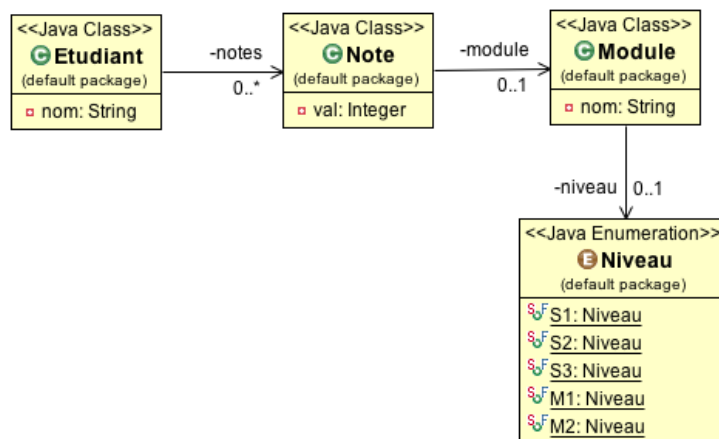 <<Java Class>>
Etudiant
(default package)
nom: String
-notes
0..*
<<Java Class>>
Note
(default package)
val: Integer
-module
0..1
<<Java Class>>
Module
(default package)
nom: String
-niveau
0..1
<<Java Enumeration>>
Niveau
(default package)
S1: Niveau
S2: Niveau
S3: Niveau
M1: Niveau
M2: Niveau